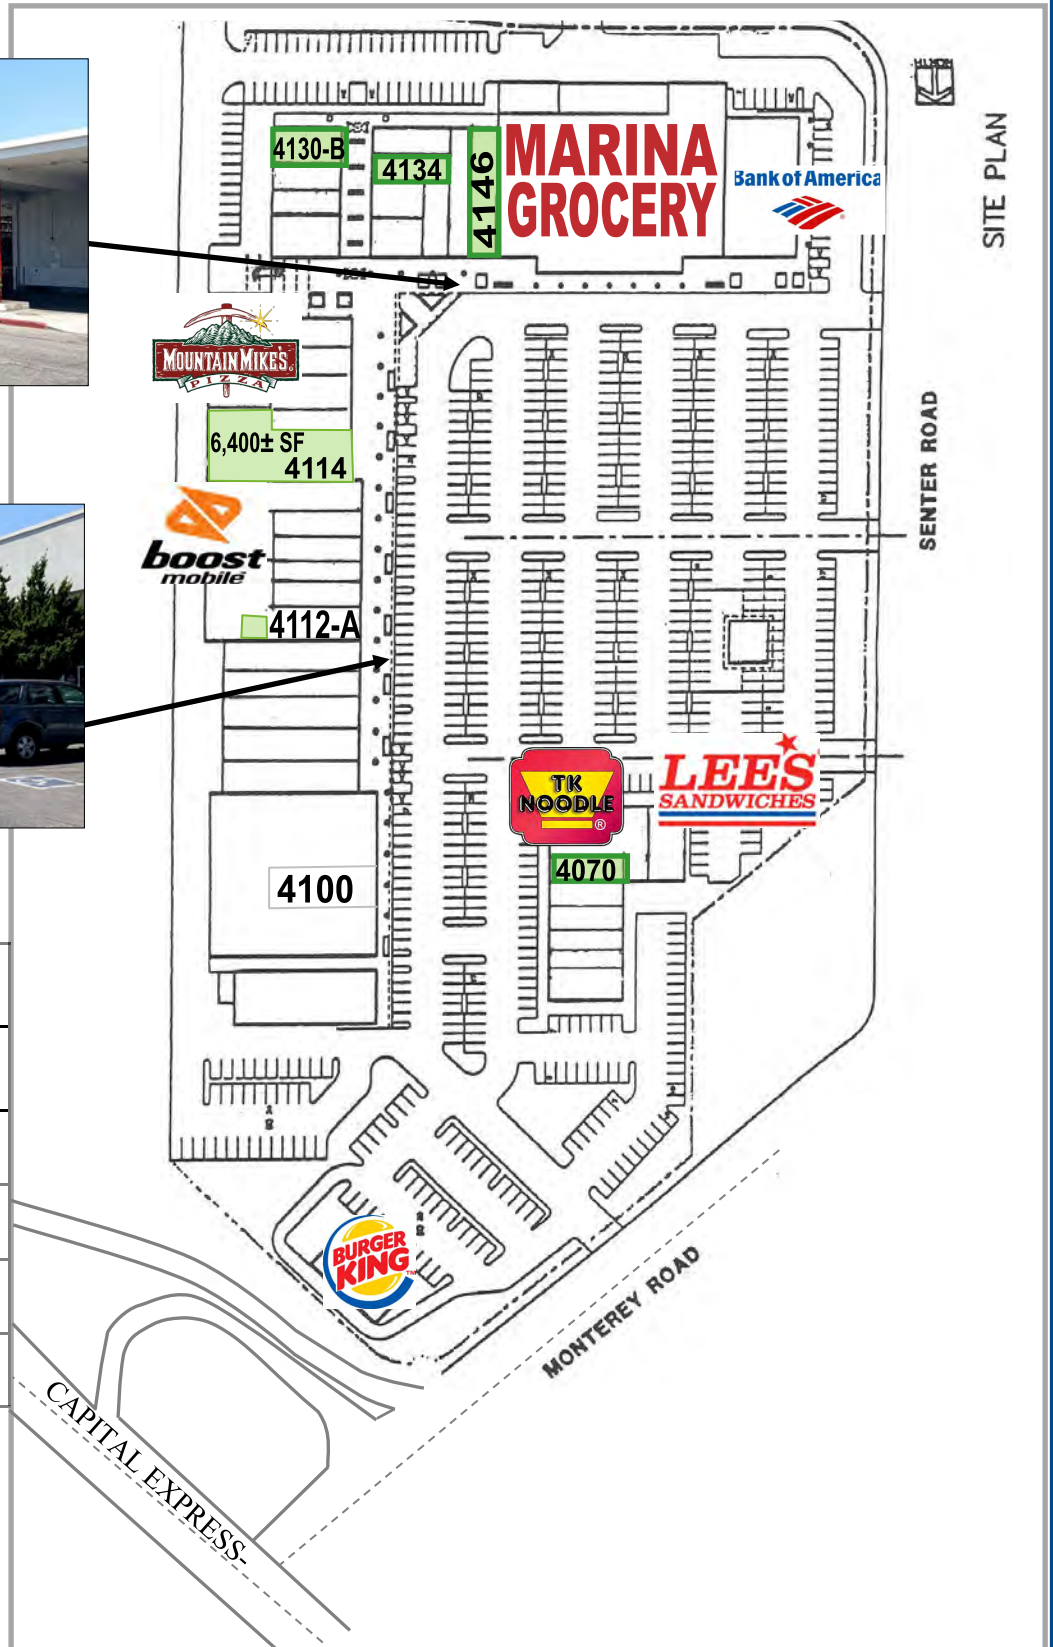 SITE PLAN
4130-B
4134
4146
MARINA
GROCERY
Bank of America
MOUNTAIN MIKE'S
PIZZA
6,400± SF
4114
boost
mobile
4112-A
SENTER ROAD
TK
NOODLE
®
LEE'S
SANDWICHES
4070
4100
BURGER
KING
TM
MONTEREY ROAD
CAPITAL EXPRESS-